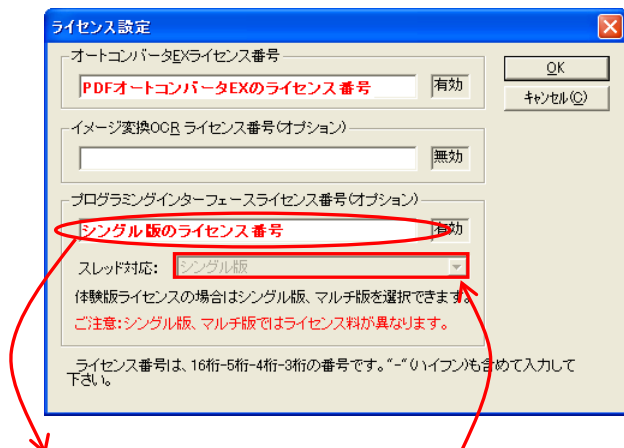 ライセンス設定
オートコンバータEXライセンス番号
PDFオートコンバータEXのライセンス番号
有効
OK
キャンセル(C)
イメージ変換OCR ライセンス番号(オプション)
無効
プログラミングインターフェースライセンス番号(オプション)
シングル版のライセンス番号
有効
スレッド対応:
シングル版
体験版ライセンスの場合はシングル版、マルチ版を選択できます。
ご注意:シングル版、マルチ版ではライセンス料が異なります。
ライセンス番号は、16桁-5桁-4桁-3桁の番号です。"-"(ハイフン)も含めて入力して
下さい。